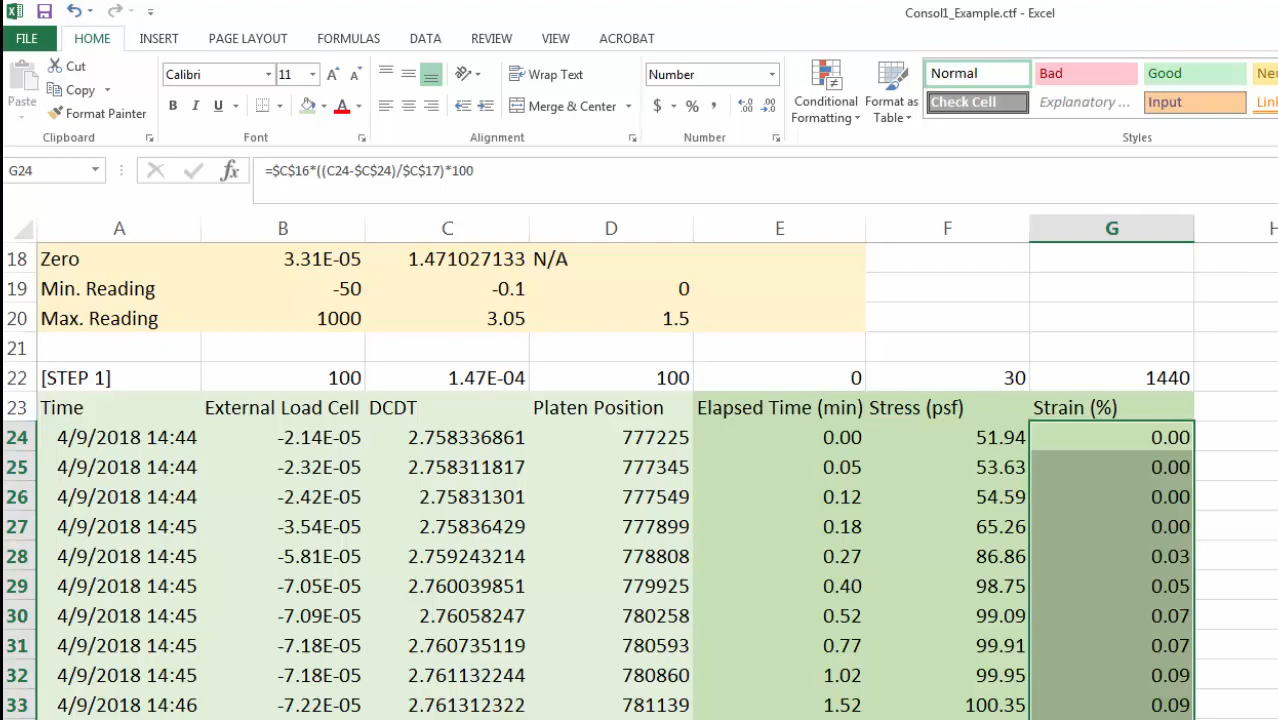 Consol1_Example.ctf - Excel
FILE HOME INSERT PAGE LAYOUT FORMULAS DATA REVIEW VIEW ACROBAT
Paste
Cut
Copy
Format Painter
Clipboard
Calibri 11
B I U
Font
Wrap Text
Merge & Center
Alignment
Number
$ % ,
Number
Conditional Formatting
Format as Table
Normal Bad Good
Check Cell Explanatory ... Input
Styles
G24 fx =$C$16*((C24-$C$24)/$C$17)*100
A B C D E F G H
18 Zero 3.31E-05 1.471027133 N/A
19 Min. Reading -50 -0.1 0
20 Max. Reading 1000 3.05 1.5
21
22 [STEP 1] 100 1.47E-04 100 0 30 1440
23 Time External Load Cell DCDT Platen Position Elapsed Time (min) Stress (psf) Strain (%)
24 4/9/2018 14:44 -2.14E-05 2.758336861 777225 0.00 51.94 0.00
25 4/9/2018 14:44 -2.32E-05 2.758311817 777345 0.05 53.63 0.00
26 4/9/2018 14:44 -2.42E-05 2.75831301 777549 0.12 54.59 0.00
27 4/9/2018 14:45 -3.54E-05 2.75836429 777899 0.18 65.26 0.00
28 4/9/2018 14:45 -5.81E-05 2.759243214 778808 0.27 86.86 0.03
29 4/9/2018 14:45 -7.05E-05 2.760039851 779925 0.40 98.75 0.05
30 4/9/2018 14:45 -7.09E-05 2.76058247 780258 0.52 99.09 0.07
31 4/9/2018 14:45 -7.18E-05 2.760735119 780593 0.77 99.91 0.07
32 4/9/2018 14:45 -7.18E-05 2.761132244 780860 1.02 99.95 0.09
33 4/9/2018 14:46 -7.22E-05 2.761312322 781139 1.52 100.35 0.09